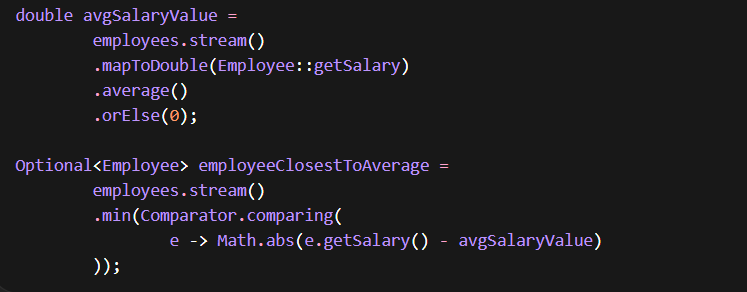 double avgSalaryValue =
        employees.stream()
        .mapToDouble(Employee::getSalary)
        .average()
        .orElse(0);

Optional<Employee> employeeClosestToAverage =
        employees.stream()
        .min(Comparator.comparing(
                e -> Math.abs(e.getSalary() - avgSalaryValue)
        ));